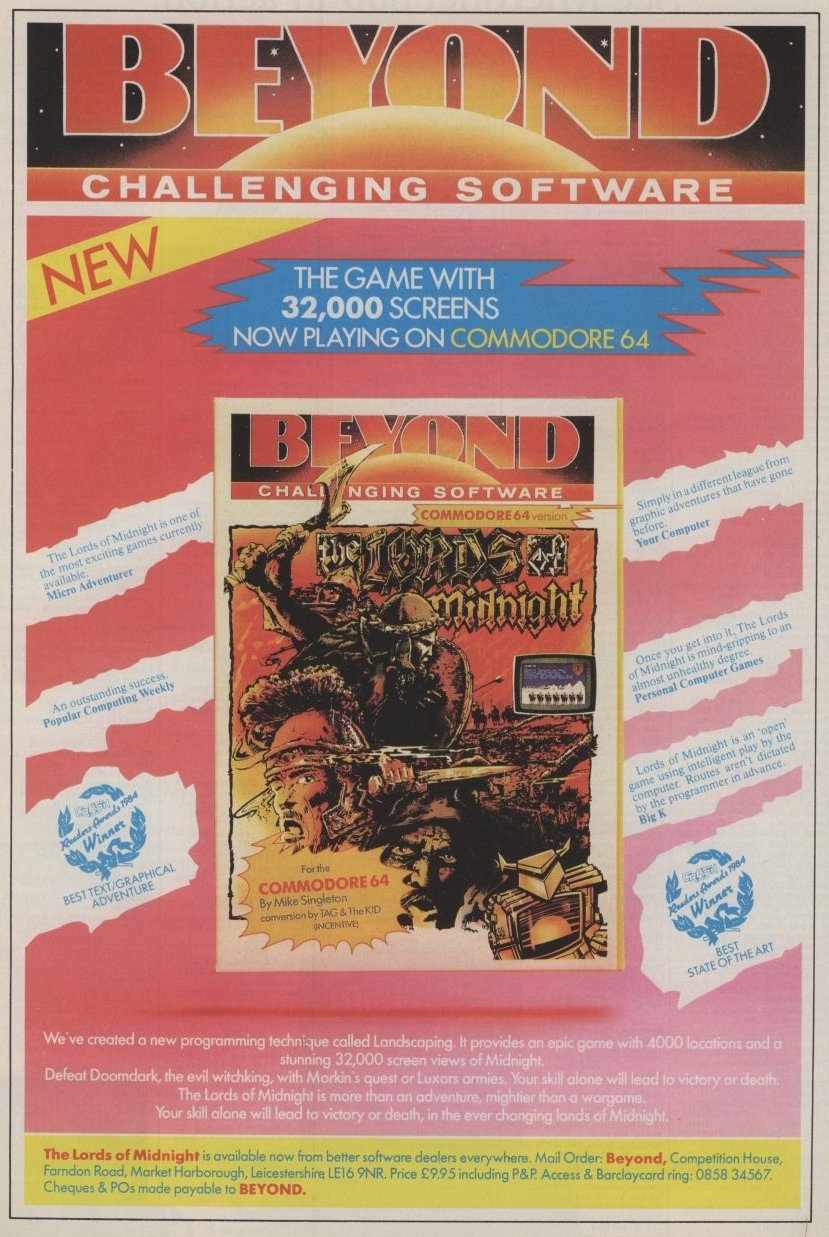 BEYOND
CHALLENGING SOFTWARE
NEW
THE GAME WITH
32,000 SCREENS
NOW PLAYING ON COMMODORE 64
BEYOND
CHALLENGING SOFTWARE
COMMODORE 64 version
the LORDS of
midnight
The Lords of Midnight is one of
the most exciting games currently
available.
Micro Adventurer
An outstanding success.
Popular Computing Weekly
CRASH
Readers Awards 1984
Winner
BEST TEXT/GRAPHICAL
ADVENTURE
Simply in a different league from
graphic adventures that have gone
before.
Your Computer
Once you get into it, The Lords
of Midnight is mind-gripping to an
almost unhealthy degree.
Personal Computer Games
Lords of Midnight is an 'open'
game using intelligent play by the
computer. Routes aren't dictated
by the programmer in advance.
Big K
CRASH
Readers Awards 1984
Winner
BEST
STATE OF THE ART
For the
COMMODORE 64
By Mike Singleton
conversion by TAG & The KID
(INCENTIVE)
We've created a new programming technique called Landscaping. It provides an epic game with 4000 locations and a
stunning 32,000 screen views of Midnight.
Defeat Doomdark, the evil witchking, with Morkin's quest or Luxors armies. Your skill alone will lead to victory or death.
The Lords of Midnight is more than an adventure, mightier than a wargame.
Your skill alone will lead to victory or death, in the ever changing lands of Midnight.
The Lords of Midnight is available now from better software dealers everywhere. Mail Order: Beyond, Competition House,
Farndon Road, Market Harborough, Leicestershire LE16 9NR. Price £9.95 including P&P. Access & Barclaycard ring: 0858 34567.
Cheques & POs made payable to BEYOND.